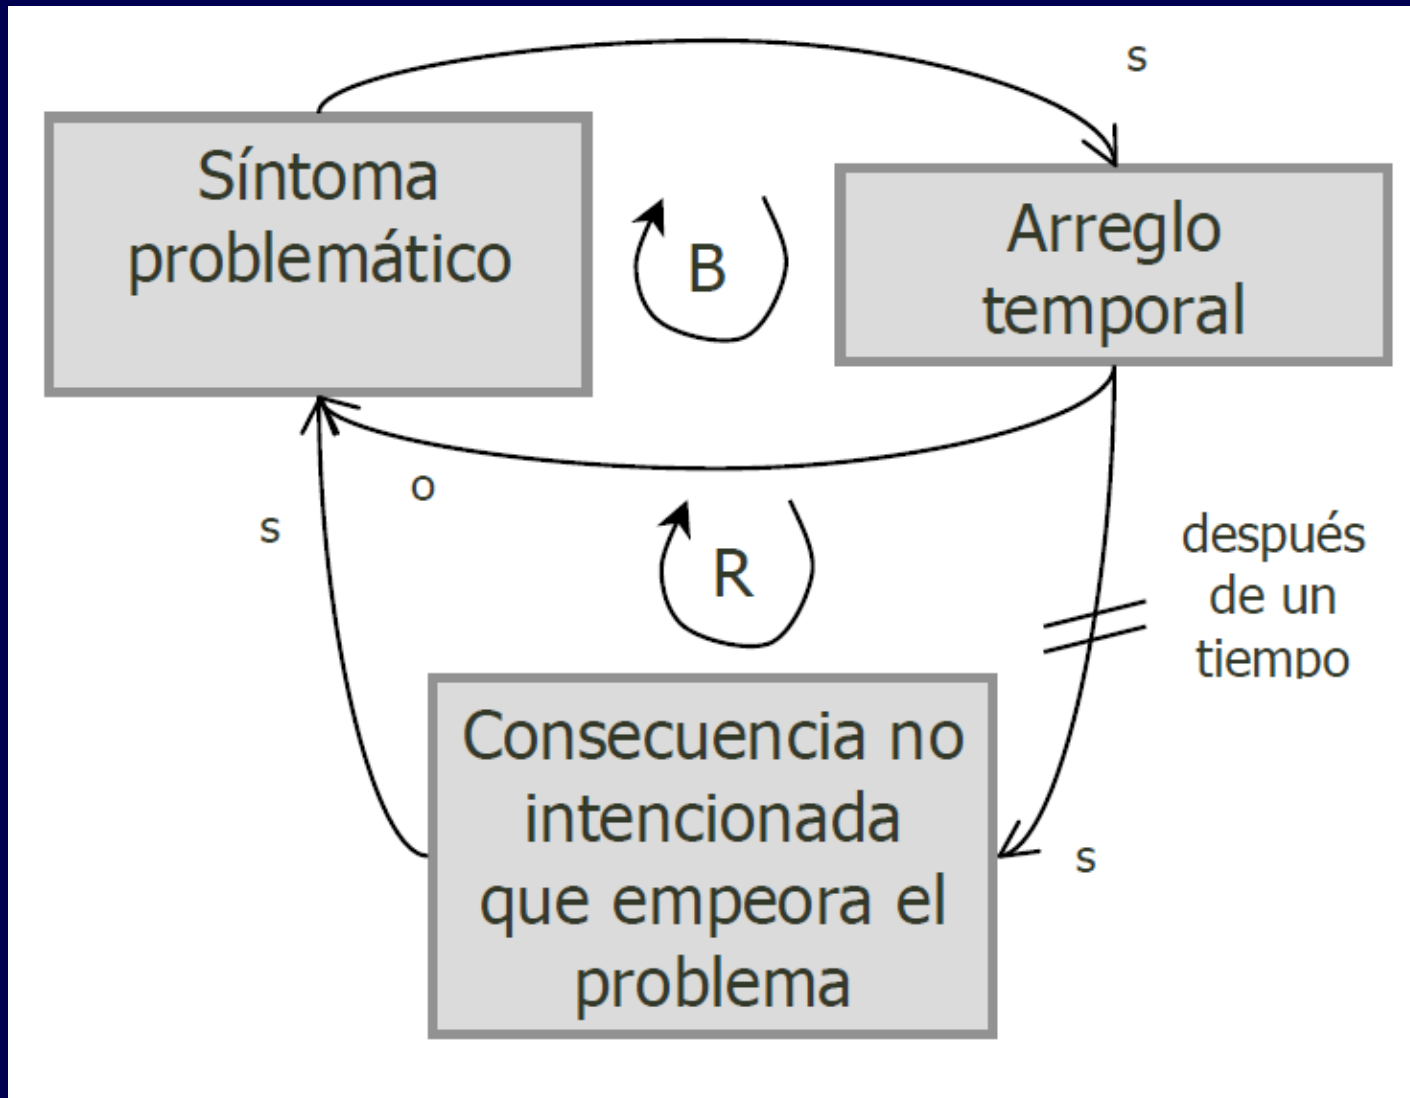 s
Síntoma
problemático
Arreglo
temporal
B
o
s
R
después
de un
tiempo
s
Consecuencia no
intencionada
que empeora el
problema